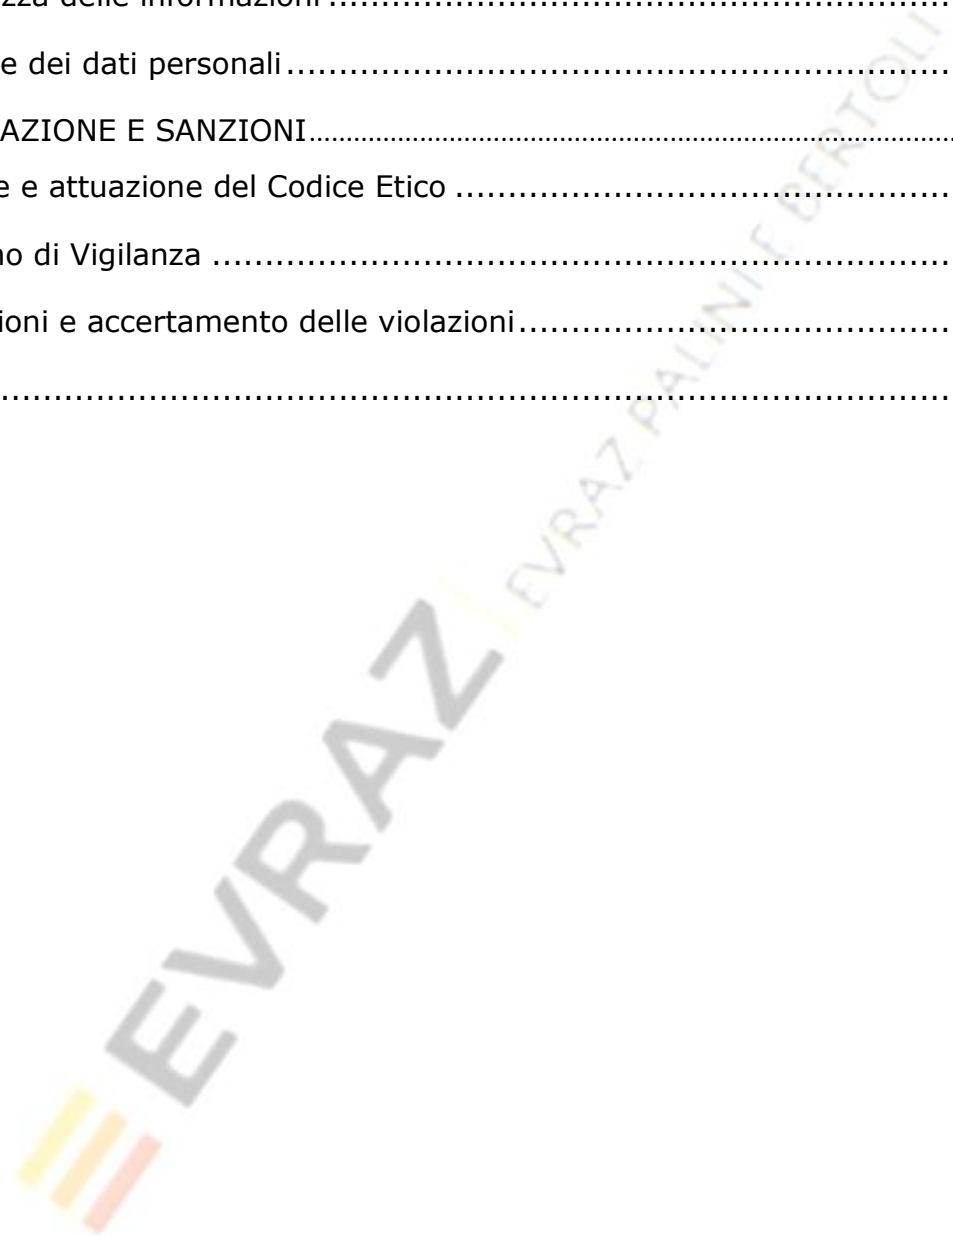 delle informazioni ................................................................
e dei dati personali ................................................................
AZIONE E SANZIONI ................................................................
e e attuazione del Codice Etico ................................................
no di Vigilanza ................................................................
ioni e accertamento delle violazioni ........................................
................................................................
EVRAZ PALINI E BERTOLI
EVRAZ